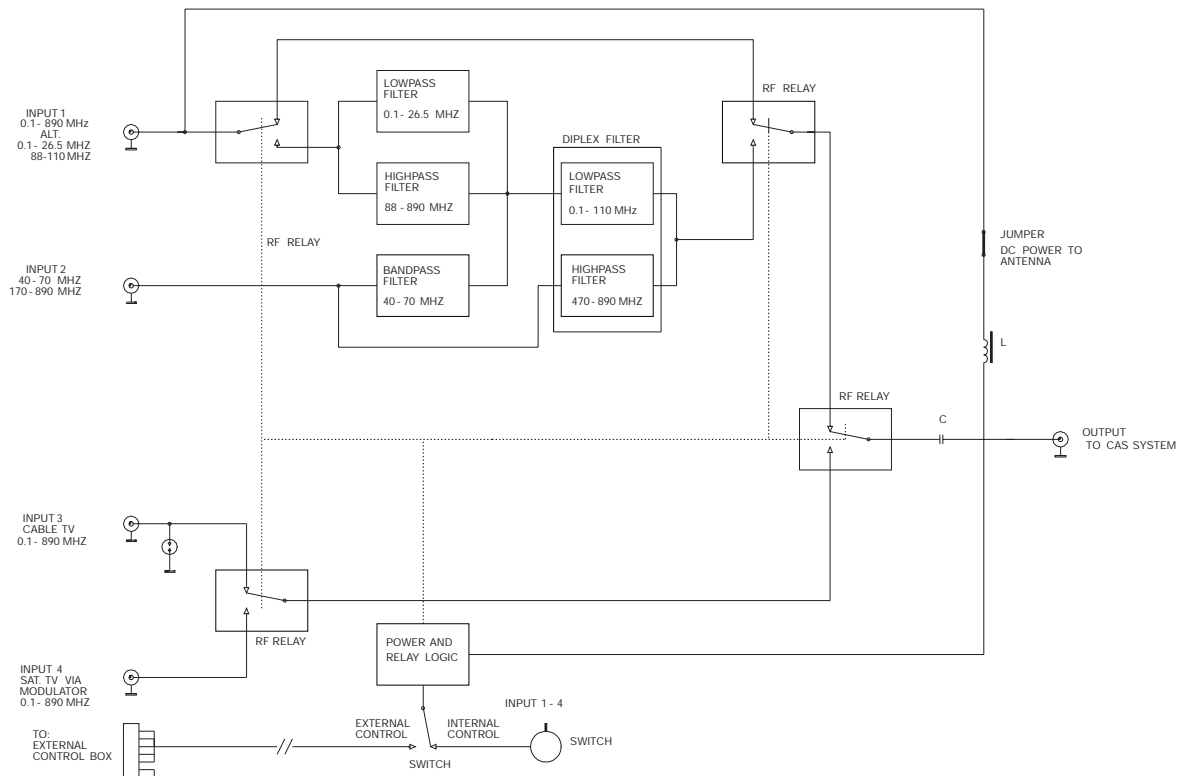 INPUT 1
0.1 - 890 MHz
ALT.
0.1 - 26.5 MHZ
88-110 MHZ
LOWPASS
FILTER
0.1 - 26.5 MHZ
RF RELAY
DIPLEX FILTER
HIGHPASS
FILTER
88 - 890 MHZ
LOWPASS
FILTER
0.1 - 110 MHz
RF RELAY
JUMPER
DC POWER TO
ANTENNA
INPUT 2
40 - 70 MHZ
170 - 890 MHZ
BANDPASS
FILTER
40 - 70 MHZ
HIGHPASS
FILTER
470 - 890 MHZ
L
RF RELAY
C
OUTPUT
TO CAS SYSTEM
INPUT 3
CABLE TV
0.1 - 890 MHZ
RF RELAY
POWER AND
RELAY LOGIC
INPUT 4
SAT. TV VIA
MODULATOR
0.1 - 890 MHZ
INPUT 1 - 4
TO:
EXTERNAL
CONTROL BOX
EXTERNAL
CONTROL
INTERNAL
CONTROL
SWITCH
SWITCH